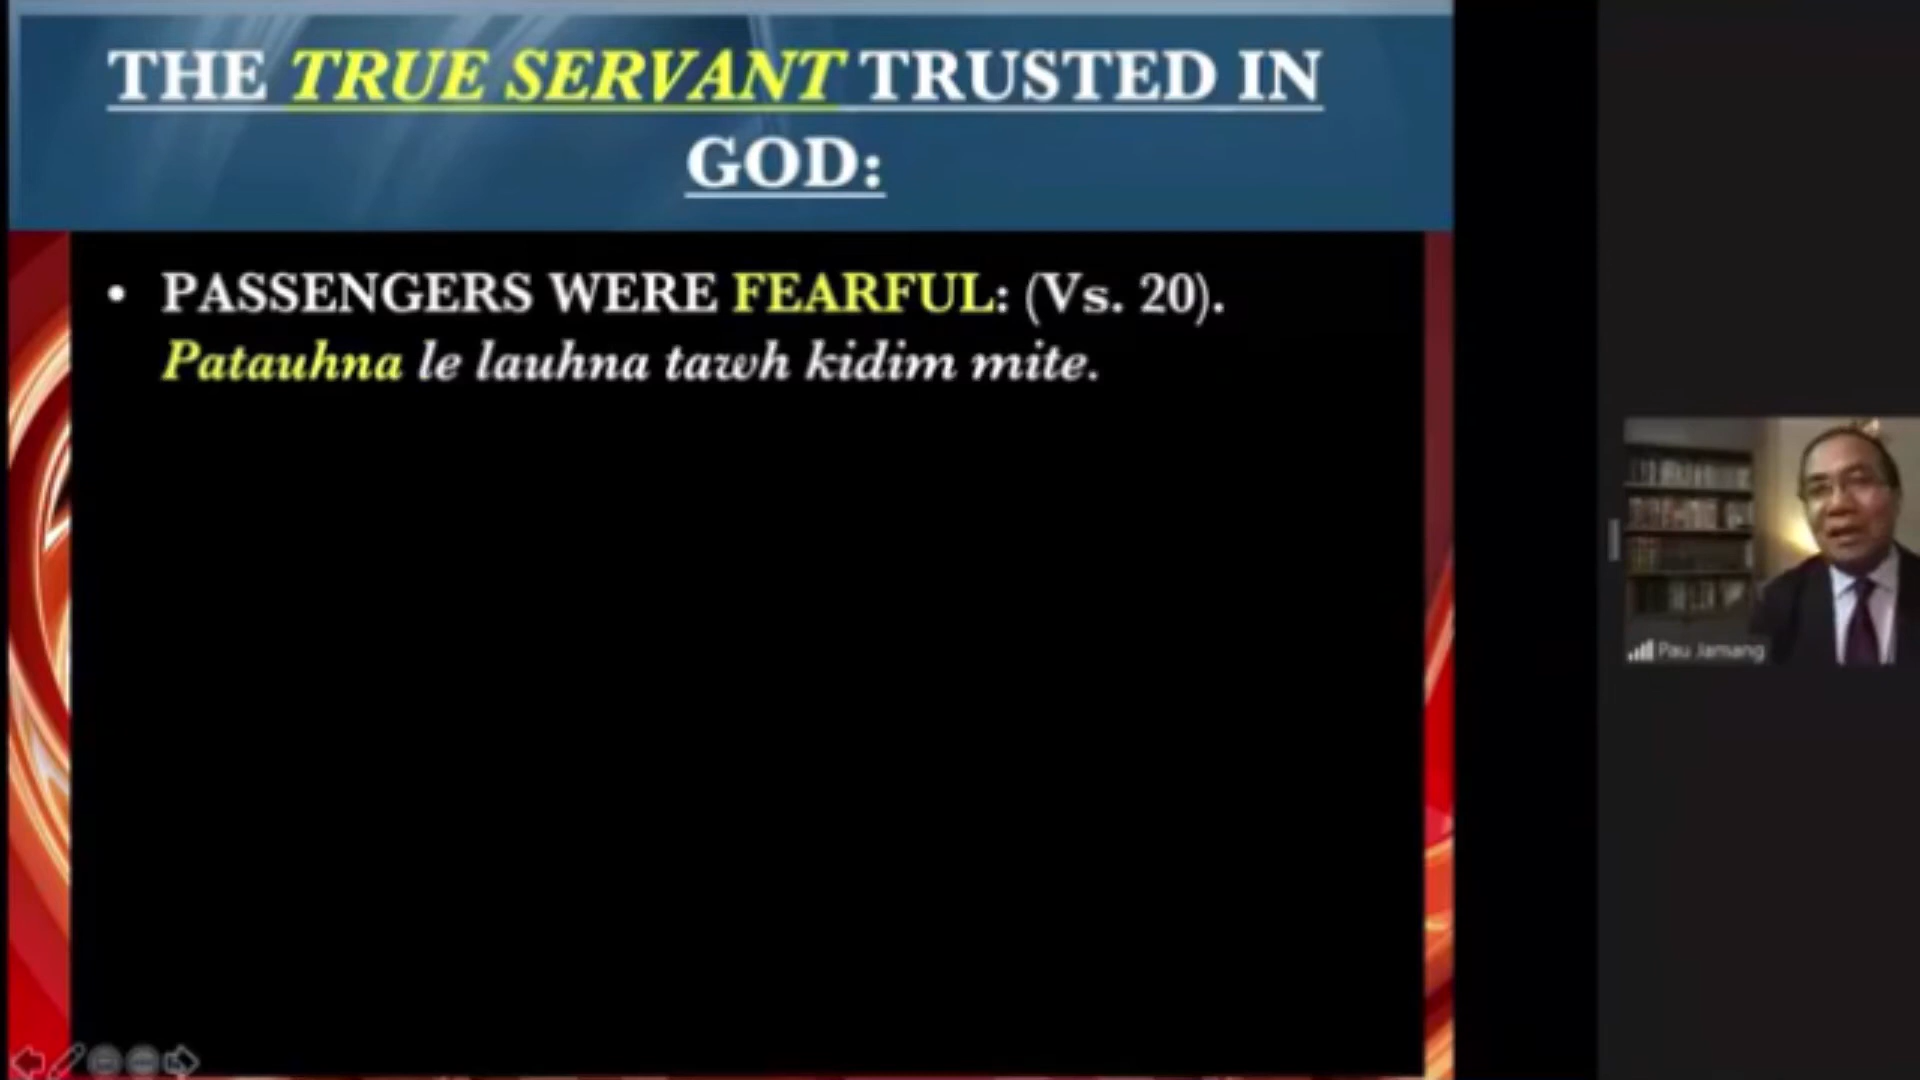 THE TRUE SERVANT TRUSTED IN
GOD:
• PASSENGERS WERE FEARFUL: (Vs. 20).
Patauhna le lauhna tawh kidim mite.
Pau Jamang